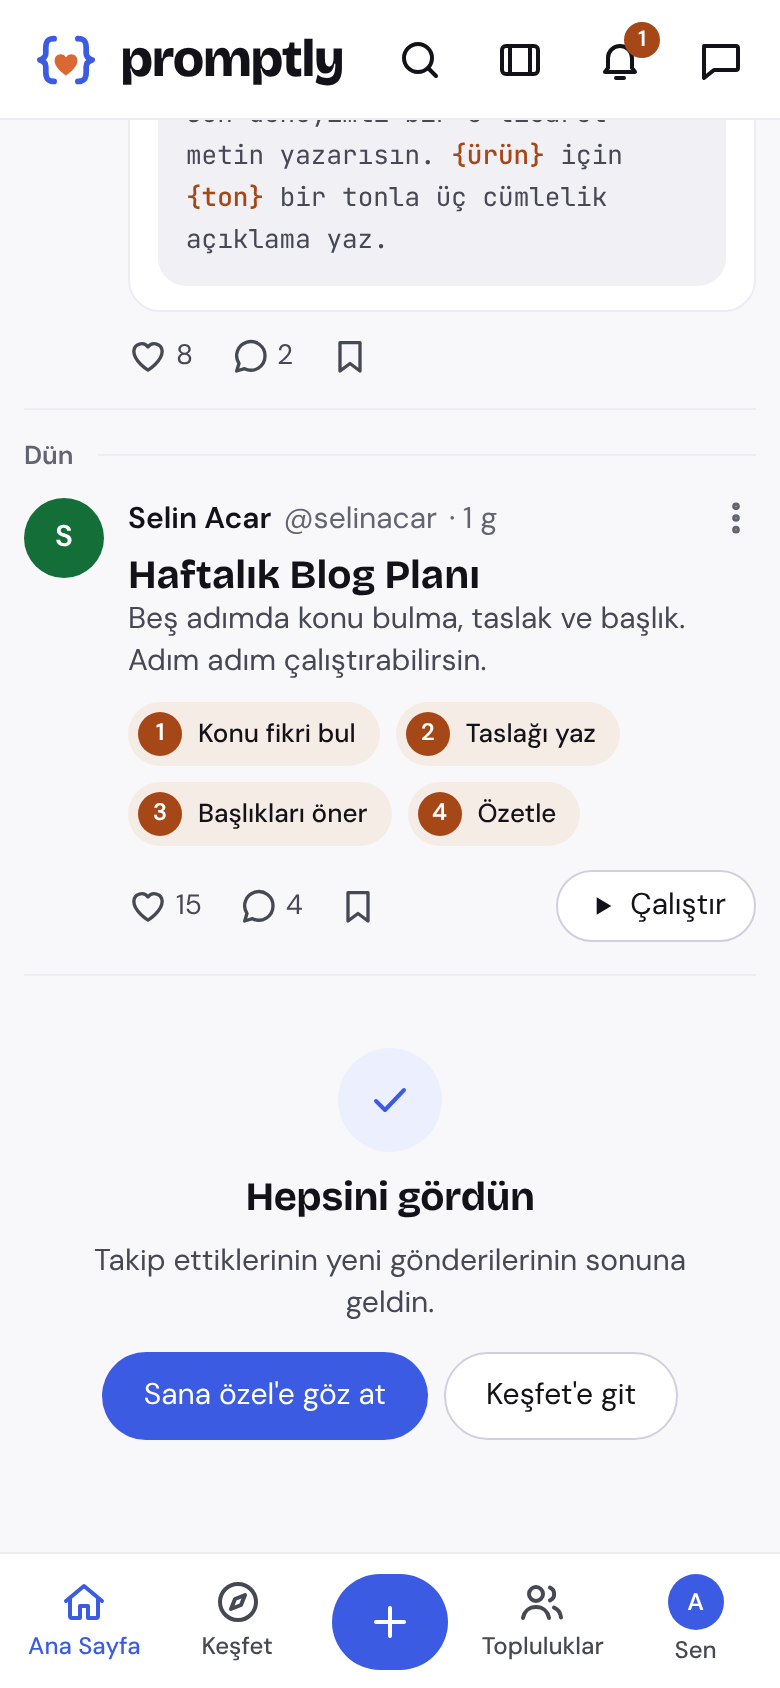 promptly
1
metin yazarısın. {ürün} için
{ton} bir tonla üç cümlelik
açıklama yaz.
8
2
Dün
S
Selin Acar @selinacar · 1 g
Haftalık Blog Planı
Beş adımda konu bulma, taslak ve başlık.
Adım adım çalıştırabilirsin.
1 Konu fikri bul
2 Taslağı yaz
3 Başlıkları öner
4 Özetle
15
4
Çalıştır
Hepsini gördün
Takip ettiklerinin yeni gönderilerinin sonuna
geldin.
Sana özel'e göz at
Keşfet'e git
Ana Sayfa
Keşfet
Topluluklar
A
Sen